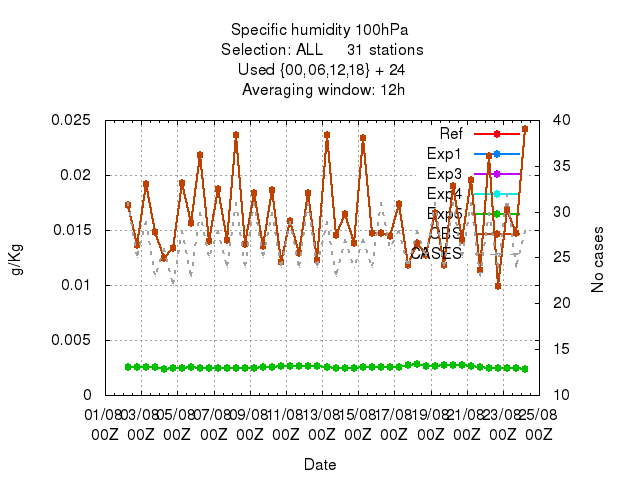 Specific humidity 100hPa
Selection: ALL 31 stations
Used {00,06,12,18} + 24
Averaging window: 12h
g/Kg
0.025
0.02
0.015
0.01
0.005
0
Ref
Exp1
Exp3
Exp4
Exp5
OBS
CASES
40
35
30
25
20
15
10
No cases
01/08 03/08 05/08 07/08 09/08 11/08 13/08 15/08 17/08 19/08 21/08 23/08 25/08
00Z 00Z 00Z 00Z 00Z 00Z 00Z 00Z 00Z 00Z 00Z 00Z 00Z
Date